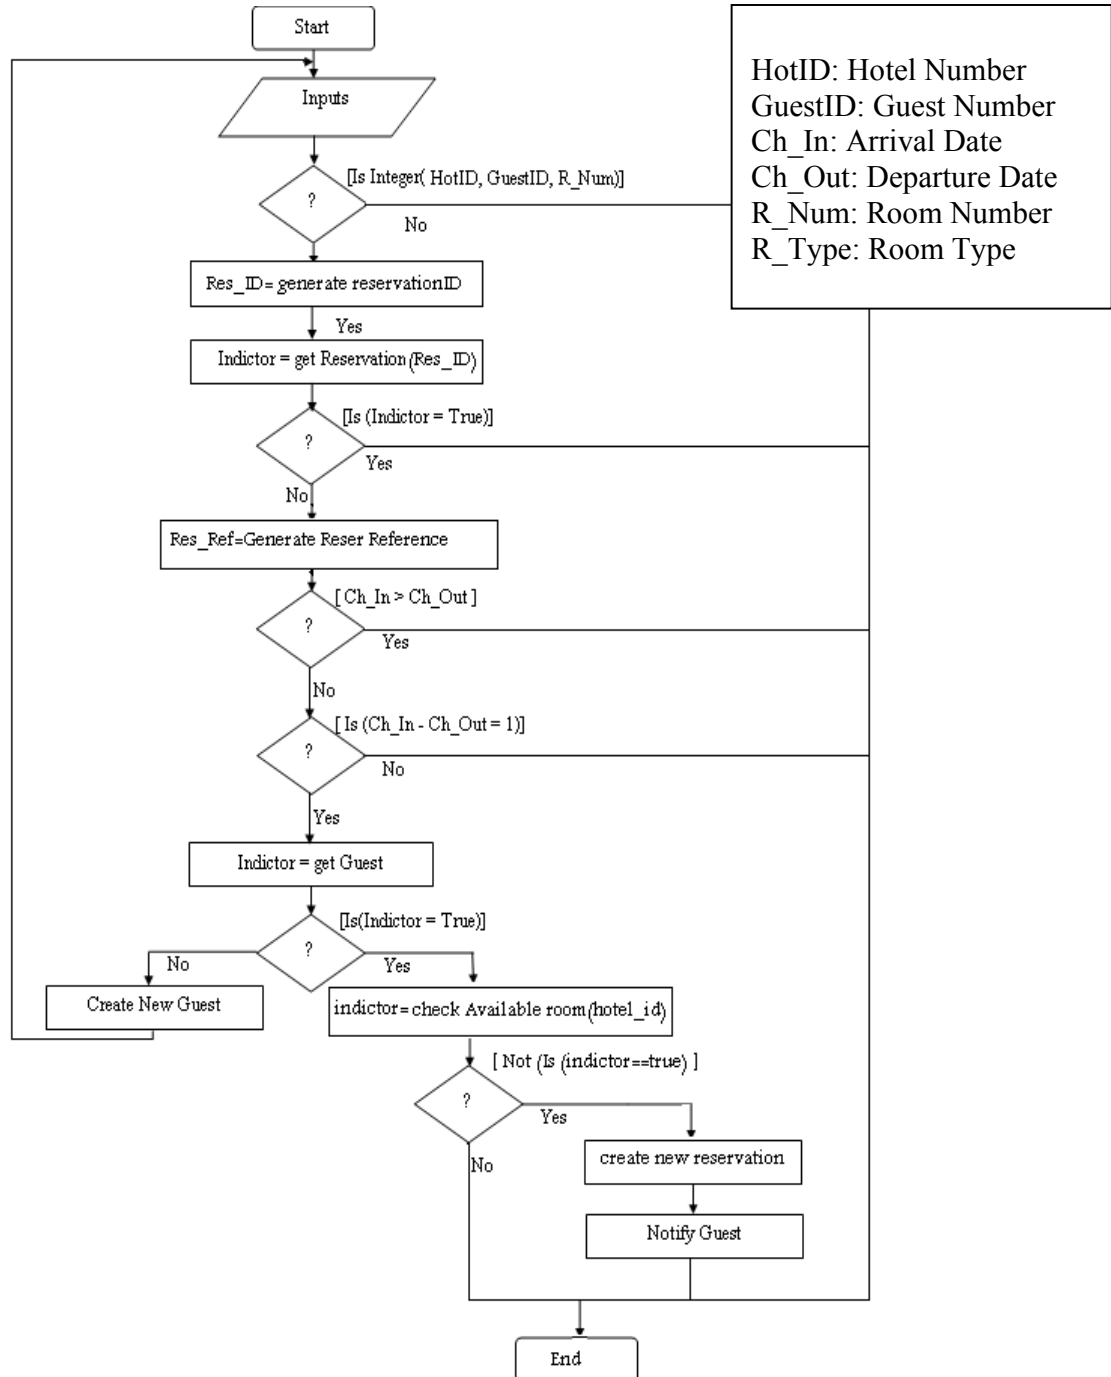 Start
HotID: Hotel Number
GuestID: Guest Number
Ch_In: Arrival Date
Ch_Out: Departure Date
R_Num: Room Number
R_Type: Room Type
Inputs
[Is Integer( HotID, GuestID, R_Num)]
?
No
Res_ID= generate reservationID
Yes
Indictor = get Reservation(Res_ID)
[Is (Indictor = True)]
?
Yes
No
Res_Ref=Generate Reser Reference
[ Ch_In > Ch_Out ]
?
Yes
No
[ Is (Ch_In - Ch_Out = 1)]
?
No
Yes
Indictor = get Guest
[Is(Indictor = True)]
?
No
Yes
Create New Guest
indictor= check Available room(hotel_id)
[ Not (Is (indictor==true) ]
?
Yes
No
create new reservation
Notify Guest
End